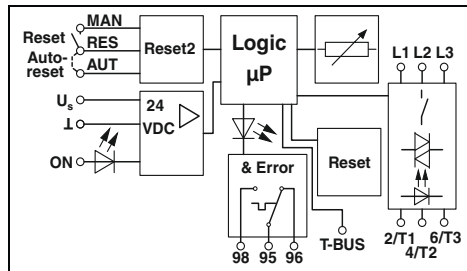 MAN
Reset
RES
Auto-
reset
AUT
Reset2
Logic
µP
L1 L2 L3
Us
24
VDC
⊥
ON
& Error
Reset
98 95 96
T-BUS
2/T1 6/T3
4/T2